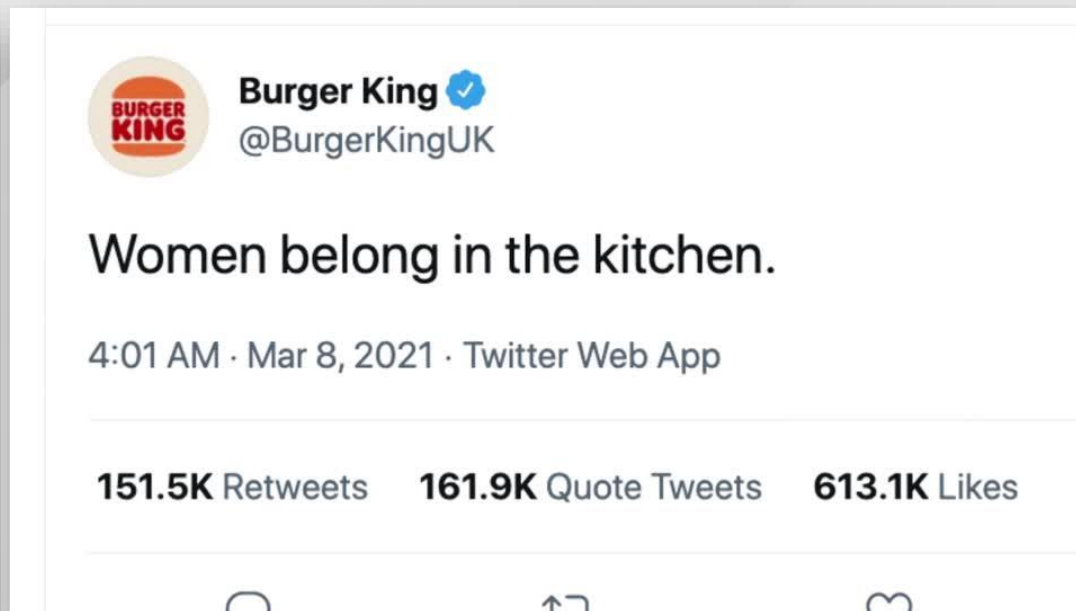 BURGER
KING
Burger King
@BurgerKingUK
Women belong in the kitchen.
4:01 AM · Mar 8, 2021 · Twitter Web App
151.5K Retweets 161.9K Quote Tweets 613.1K Likes